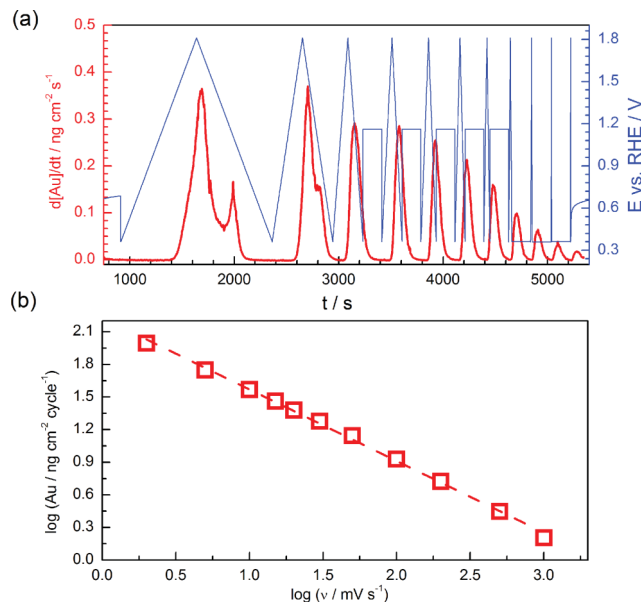 (a)
0.5
0.4
0.3
0.2
0.1
0.0
d[Au]/dt / ng cm⁻² s⁻¹
1.8
1.5
1.2
0.9
0.6
0.3
E vs. RHE / V
1000 2000 3000 4000 5000
t / s
(b)
2.1
1.8
1.5
1.2
0.9
0.6
0.3
0.0
log (Au / ng cm⁻² cycle⁻¹)
0.0 0.5 1.0 1.5 2.0 2.5 3.0
log (ν / mV s⁻¹)